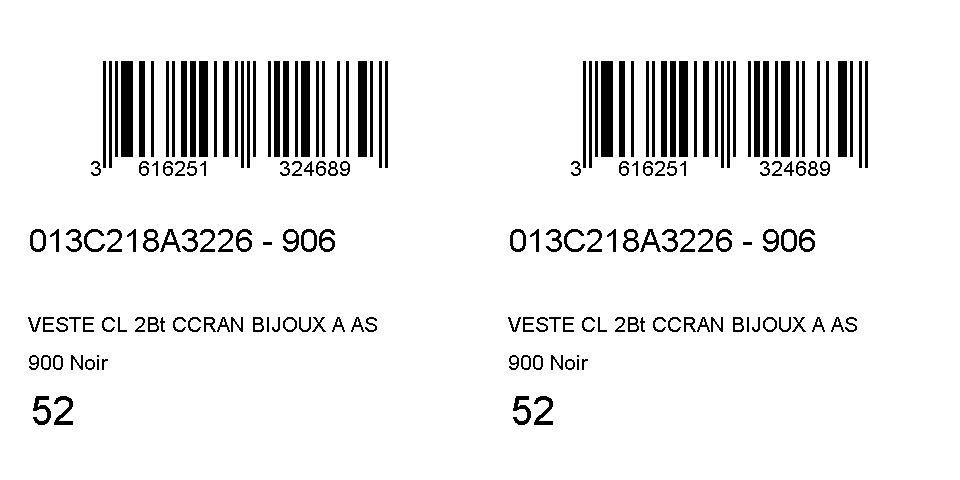 3 616251 324689
3 616251 324689
013C218A3226 - 906
013C218A3226 - 906
VESTE CL 2Bt CCRAN BIJOUX A AS
VESTE CL 2Bt CCRAN BIJOUX A AS
900 Noir
900 Noir
52
52